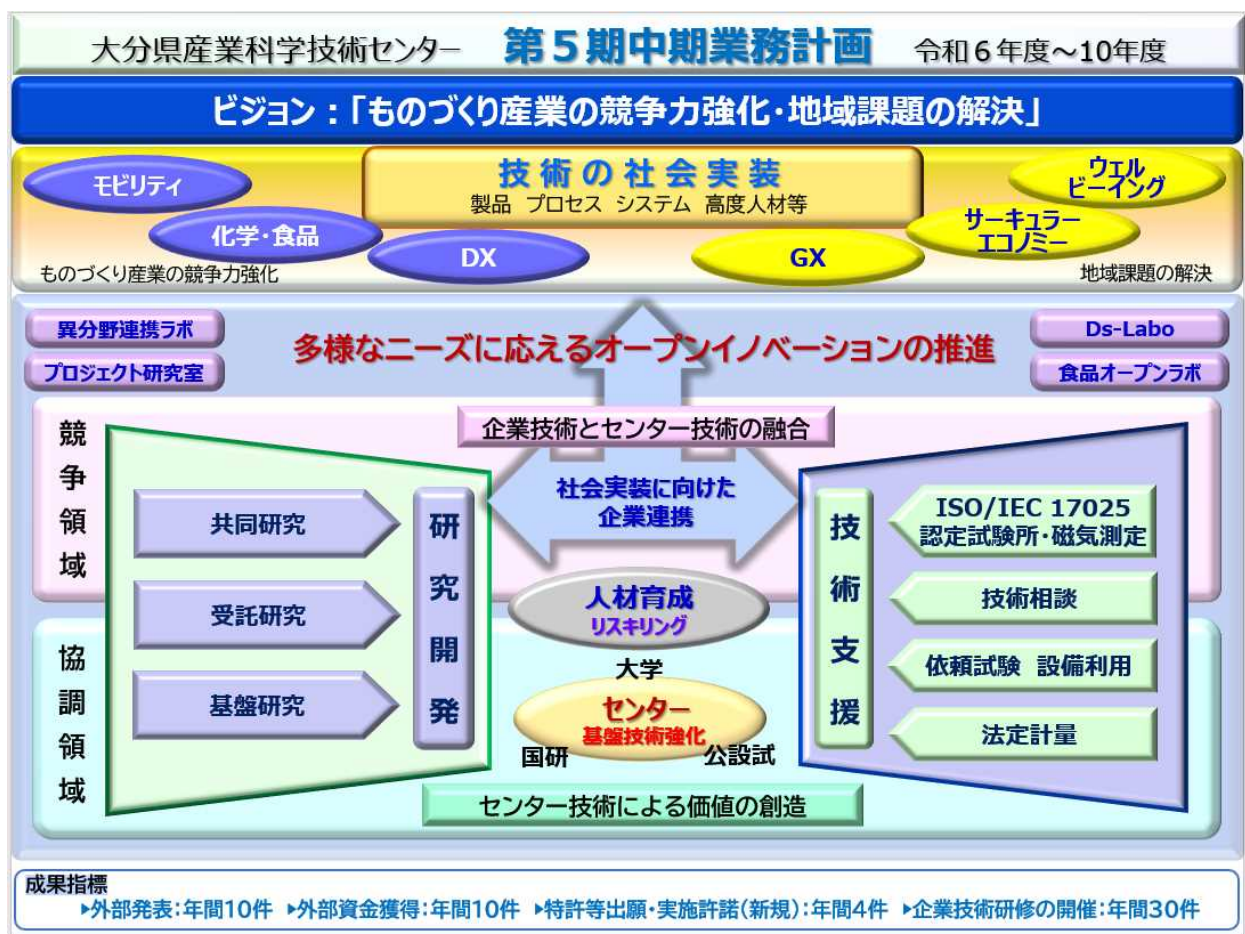 大分県産業科学技術センター 第5期中期業務計画 令和6年度～10年度
ビジョン：「ものづくり産業の競争力強化・地域課題の解決」
技術の社会実装
製品 プロセス システム 高度人材等
モビリティ
化学・食品
DX
ものづくり産業の競争力強化
GX
サーキュラー
エコノミー
ウェル
ビーイング
地域課題の解決
異分野連携ラボ
プロジェクト研究室
多様なニーズに応えるオープンイノベーションの推進
Ds-Labo
食品オープンラボ
競争領域
企業技術とセンター技術の融合
社会実装に向けた
企業連携
共同研究
受託研究
基盤研究
研究開発
人材育成
リスキリング
技術支援
ISO/IEC 17025
認定試験所・磁気測定
技術相談
依頼試験 設備利用
法定計量
協調領域
大学
センター
基盤技術強化
国研
公設試
センター技術による価値の創造
成果指標
▶外部発表：年間10件 ▶外部資金獲得：年間10件 ▶特許等出願・実施許諾（新規）：年間4件 ▶企業技術研修の開催：年間30件